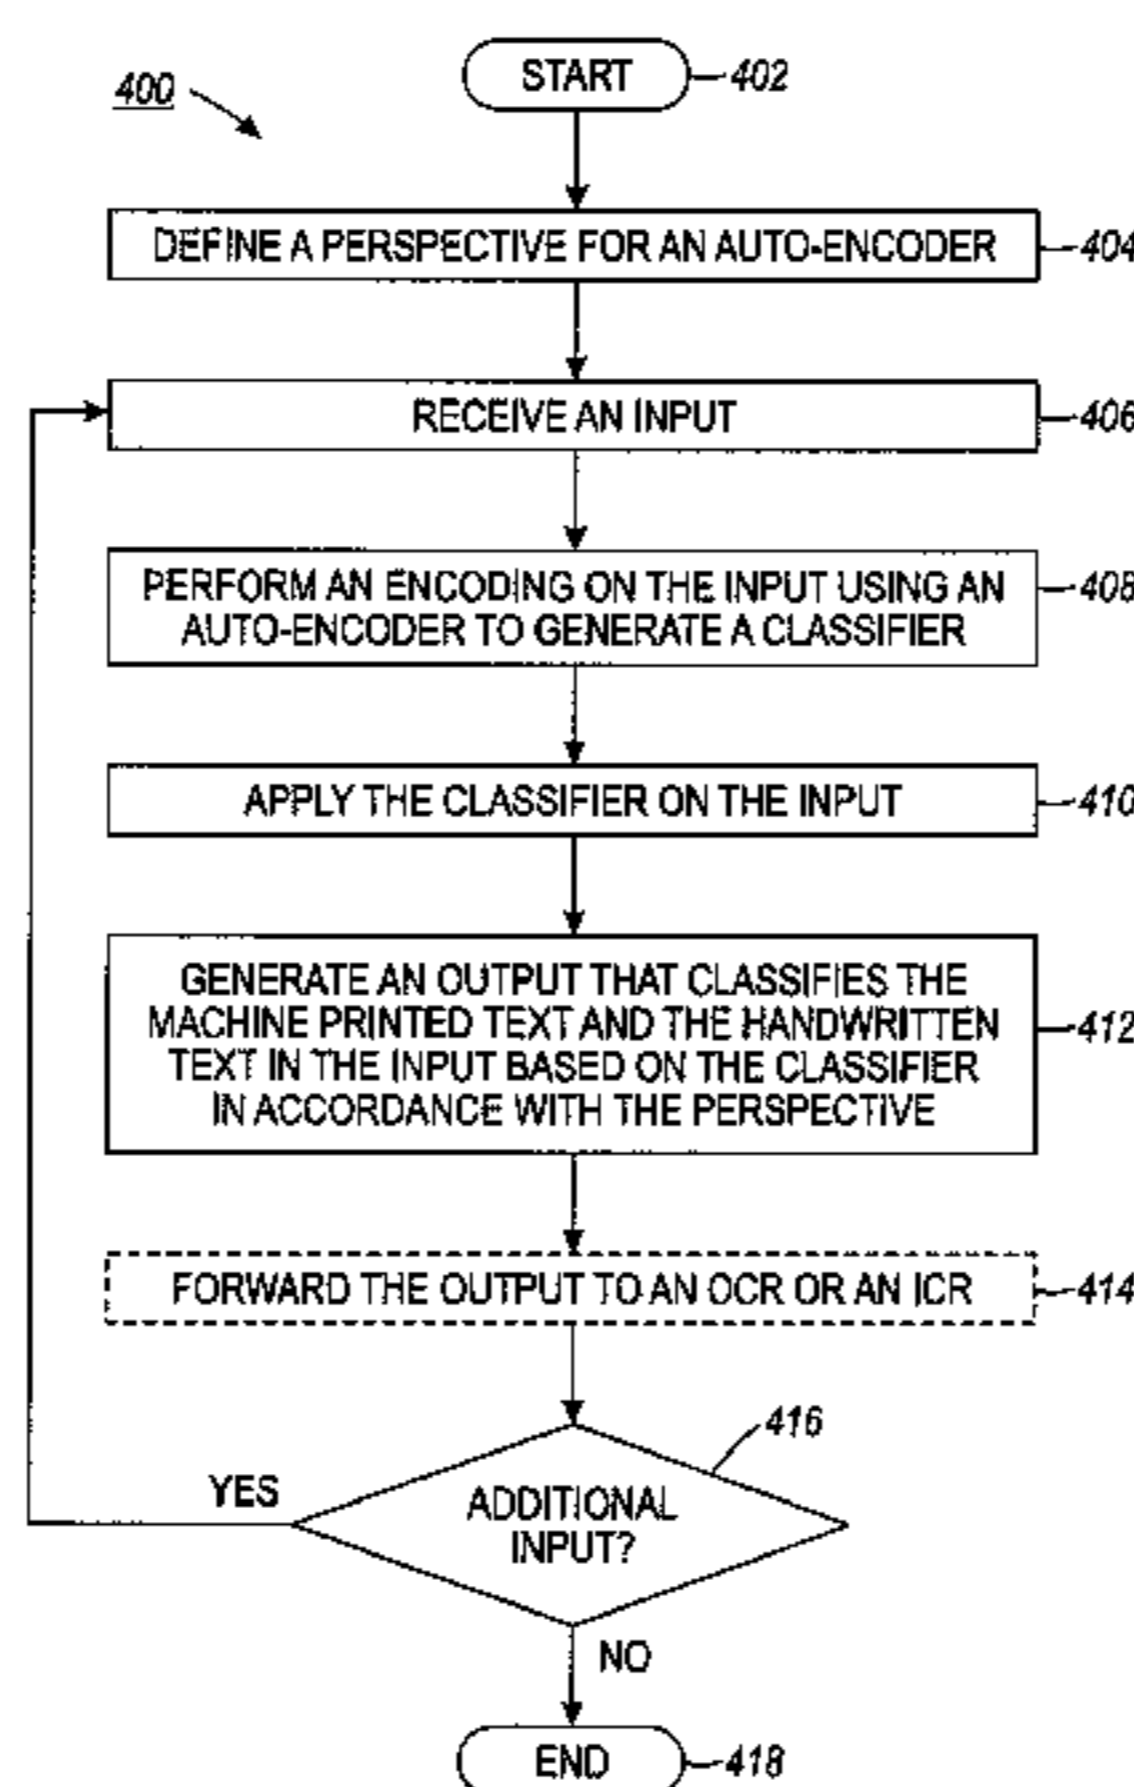 400
START 402
DEFINE A PERSPECTIVE FOR AN AUTO-ENCODER 404
RECEIVE AN INPUT 406
PERFORM AN ENCODING ON THE INPUT USING AN 408
AUTO-ENCODER TO GENERATE A CLASSIFIER
APPLY THE CLASSIFIER ON THE INPUT 410
GENERATE AN OUTPUT THAT CLASSIFIES THE
MACHINE PRINTED TEXT AND THE HANDWRITTEN 412
TEXT IN THE INPUT BASED ON THE CLASSIFIER
IN ACCORDANCE WITH THE PERSPECTIVE
FORWARD THE OUTPUT TO AN OCR OR AN ICR 414
416
YES
ADDITIONAL
INPUT?
NO
END 418